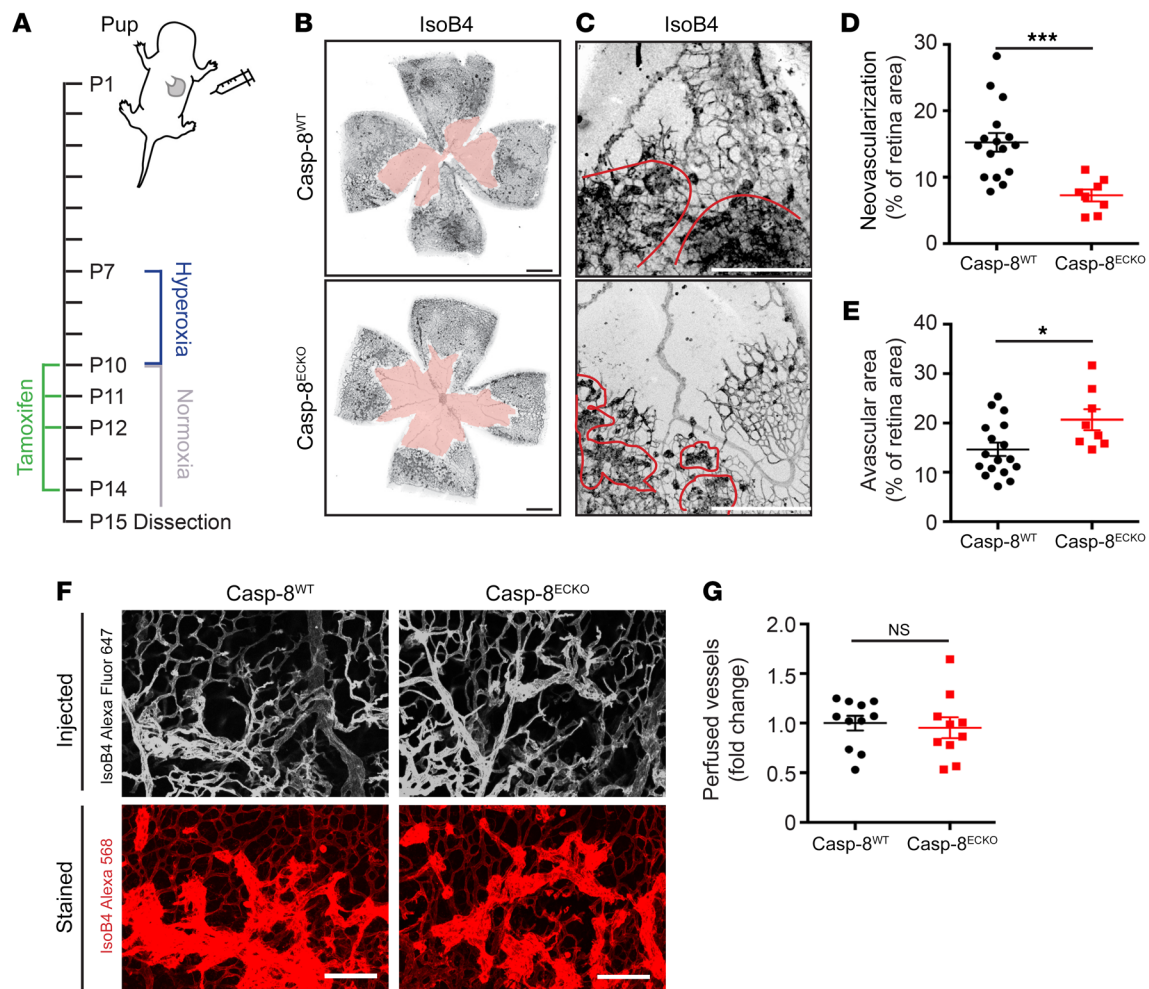 A
Pup
P1
P7
P10
P11
P12
P14
P15 Dissection
Hyperoxia
Normoxia
Tamoxifen
B
IsoB4
Casp-8WT
Casp-8ECKO
C
IsoB4
D
Neovascularization
(% of retina area)
30
20
10
0
***
Casp-8WT
Casp-8ECKO
E
Avascular area
(% of retina area)
40
30
20
10
0
*
Casp-8WT
Casp-8ECKO
F
Casp-8WT
Casp-8ECKO
Injected
IsoB4 Alexa Fluor 647
Stained
IsoB4 Alexa 568
G
Perfused vessels
(fold change)
2.0
1.5
1.0
0.5
0
NS
Casp-8WT
Casp-8ECKO